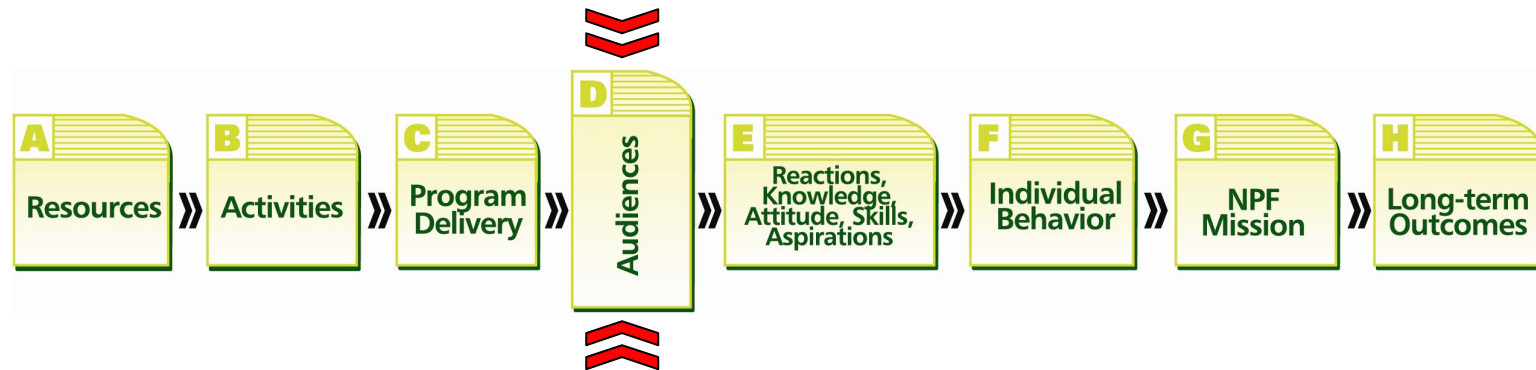 A
Resources
B
Activities
C
Program
Delivery
D
Audiences
E
Reactions,
Knowledge,
Attitude, Skills,
Aspirations
F
Individual
Behavior
G
NPF
Mission
H
Long-term
Outcomes